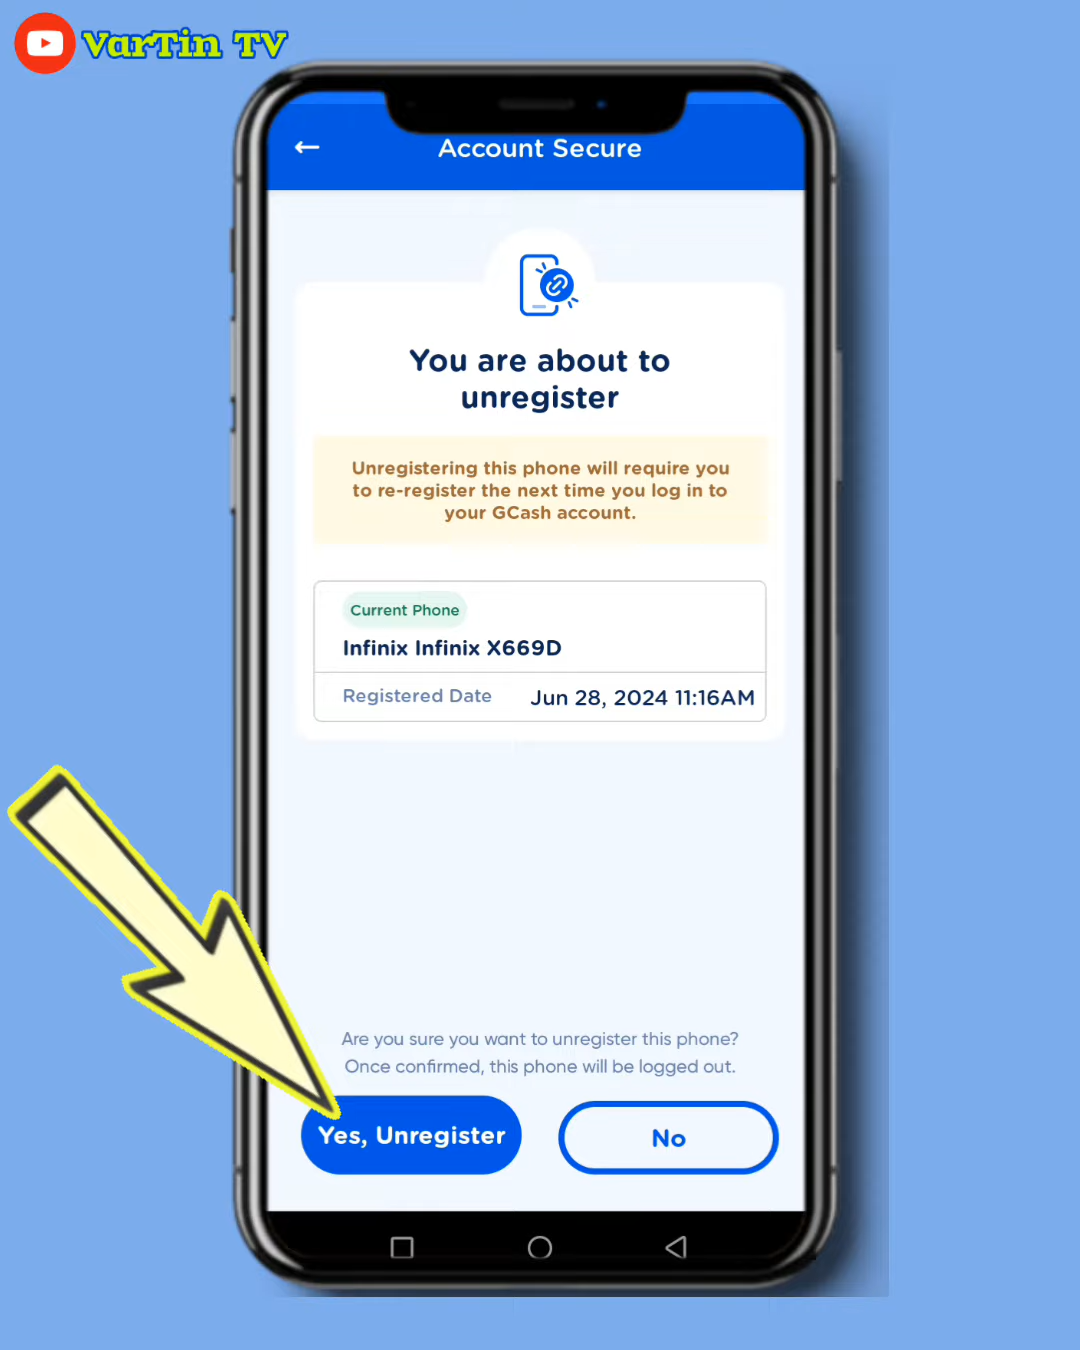 VarTin TV
Account Secure
You are about to
unregister
Unregistering this phone will require you
to re-register the next time you log in to
your GCash account.
Current Phone
Infinix Infinix X669D
Registered Date Jun 28, 2024 11:16AM
Are you sure you want to unregister this phone?
Once confirmed, this phone will be logged out.
Yes, Unregister
No